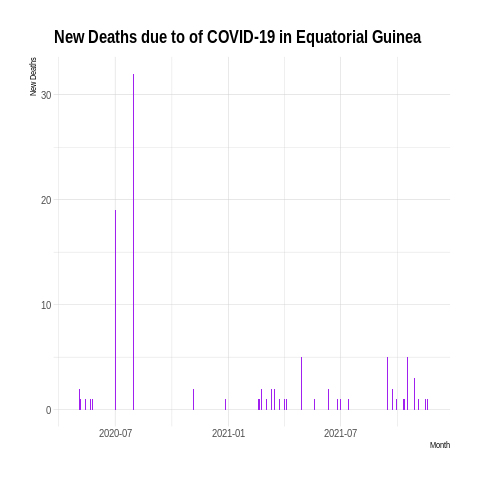 New Deaths due to of COVID-19 in Equatorial Guinea
New Deaths
30
20
10
0
2020-07 2021-01 2021-07
Month